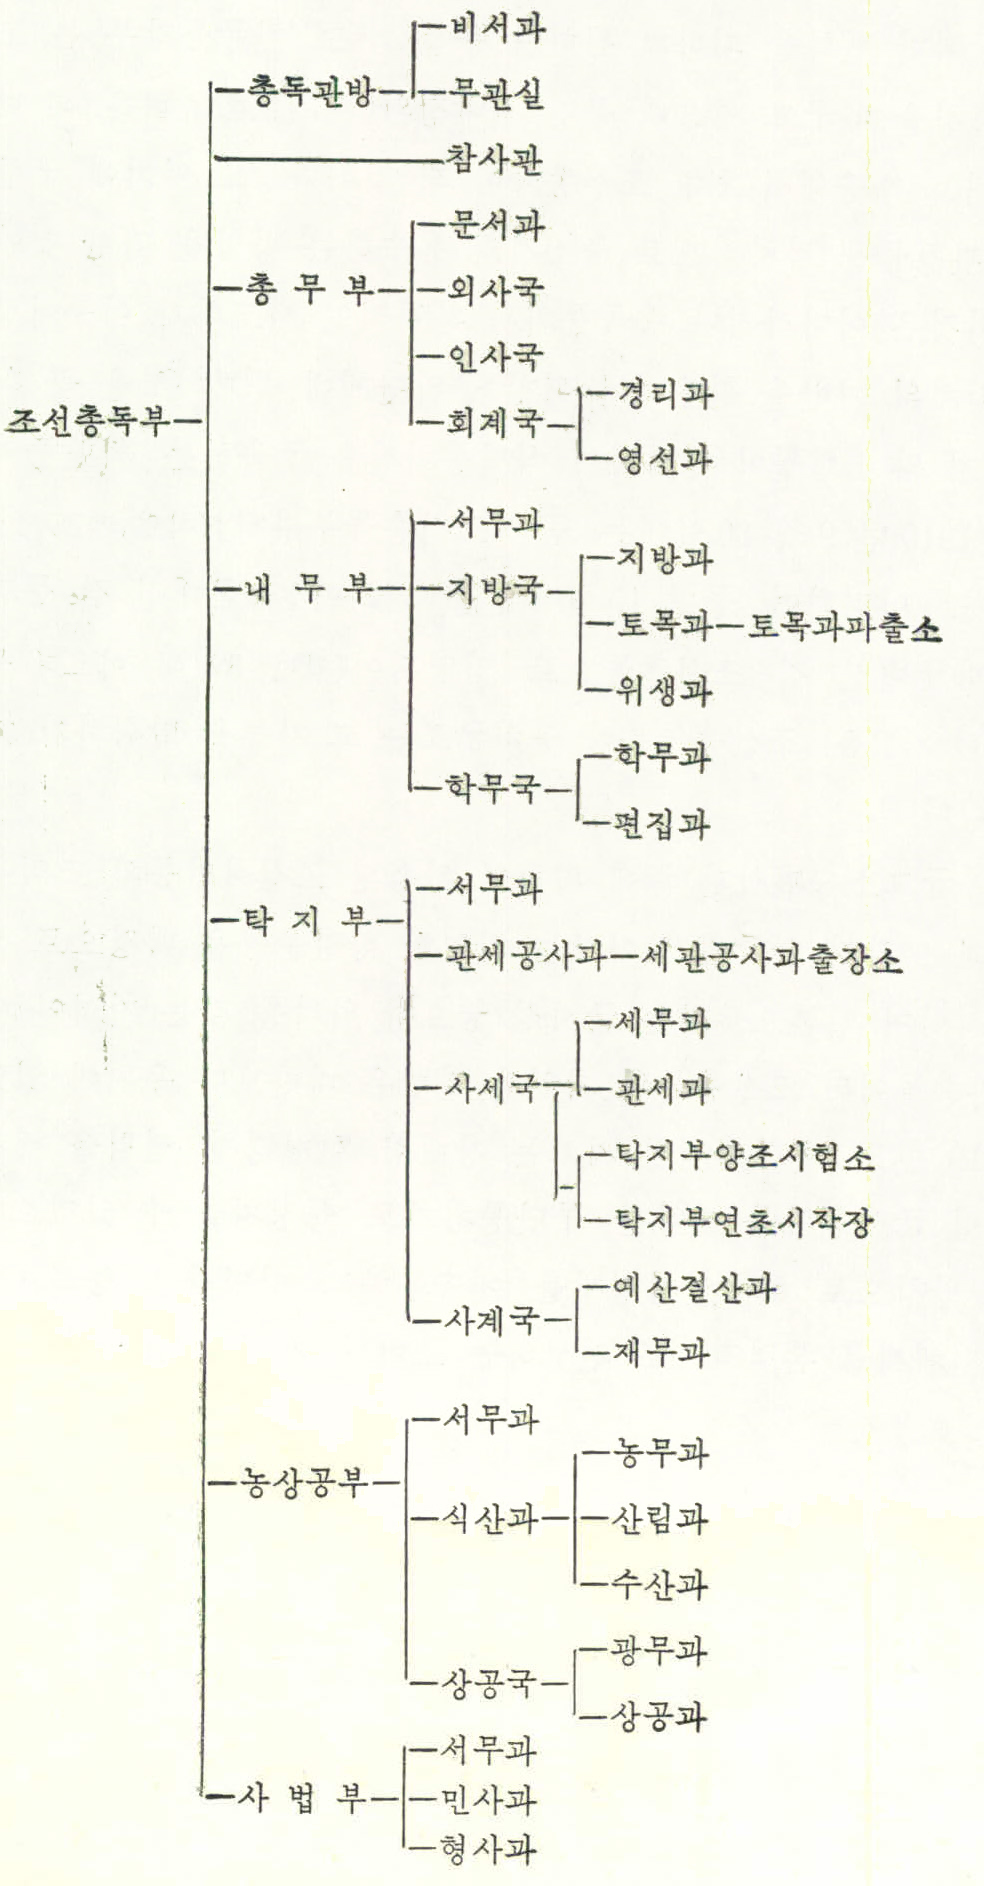 비서과
총독관방
무관실
참사관
문서과
총 무 부
외사국
인사국
경리과
조선총독부
회계국
영선과
서무과
지방과
내 무 부
지방국
토목과 토목과파출소
위생과
학무과
학무국
편집과
서무과
탁 지 부
관세공사과 세관공사과출장소
세무과
사세국
관세과
탁지부양조시험소
탁지부연초시작장
예산결산과
사계국
재무과
서무과
농무과
농상공부
식산과
산림과
수산과
광무과
상공국
상공과
서무과
사 법 부
민사과
형사과